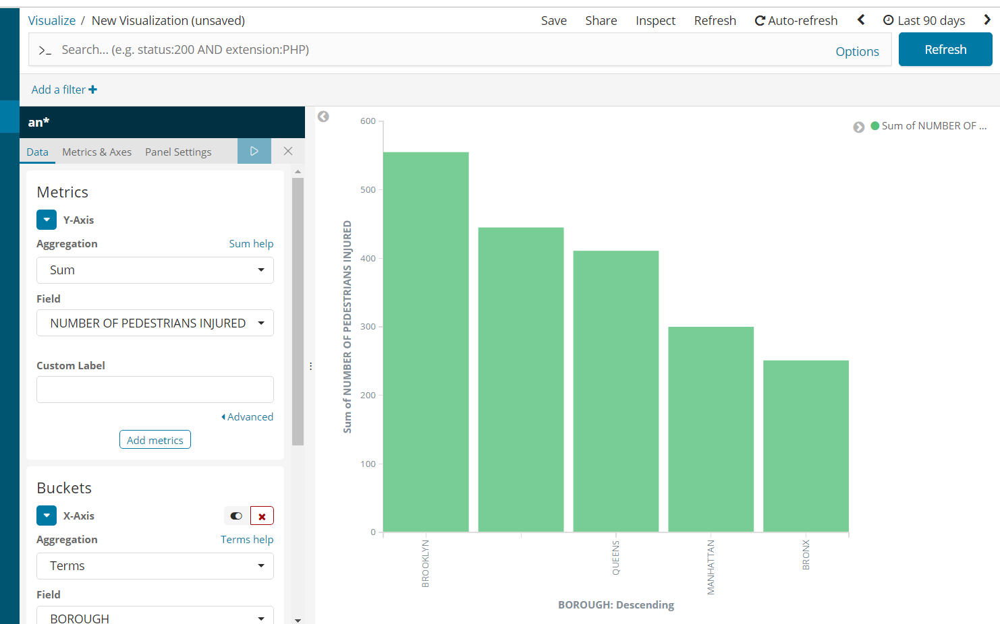 Visualize / New Visualization (unsaved)
Save Share Inspect Refresh Auto-refresh Last 90 days
>_ Search... (e.g. status:200 AND extension:PHP) Options Refresh
Add a filter +
an*
Data Metrics & Axes Panel Settings
Metrics
Y-Axis
Aggregation Sum help
Sum
Field
NUMBER OF PEDESTRIANS INJURED
Custom Label
Advanced
Add metrics
Buckets
X-Axis
Aggregation Terms help
Terms
Field
BOROUGH
Sum of NUMBER OF ...
600
500
400
300
200
100
0
Sum of NUMBER OF PEDESTRIANS INJURED
BROOKLYN
QUEENS
MANHATTAN
BRONX
BOROUGH: Descending